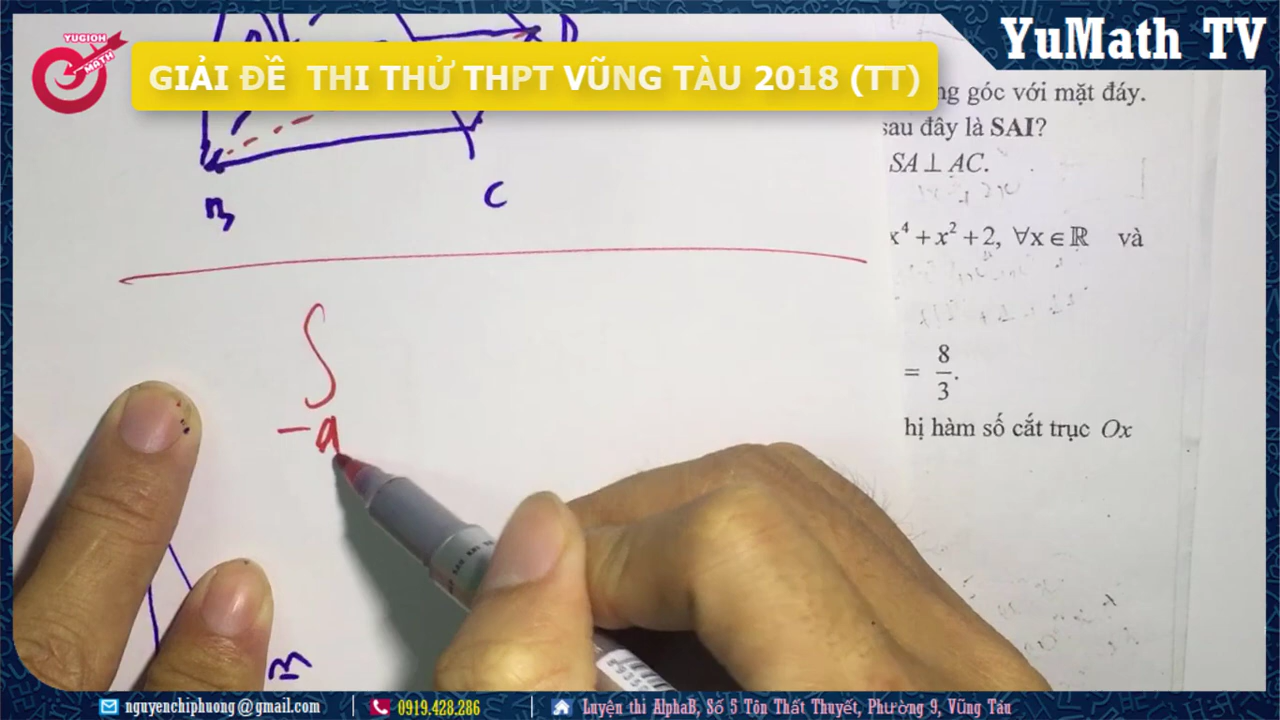 YuMath TV
YUGIOH
MATH
GIẢI ĐỀ THI THỬ THPT VŨNG TÀU 2018 (TT)
D
ng góc với mặt đáy.
sau đây là SAI?
SA ⊥ AC.
B
C
x⁴ + x² + 2, ∀x ∈ ℝ và
∫
-a
= 8/3.
hị hàm số cắt trục Ox
m
nguyenchiphuong@gmail.com
0919.428.286
Luyện thi AlphaB, Số 5 Tôn Thất Thuyết, Phường 9, Vũng Tàu